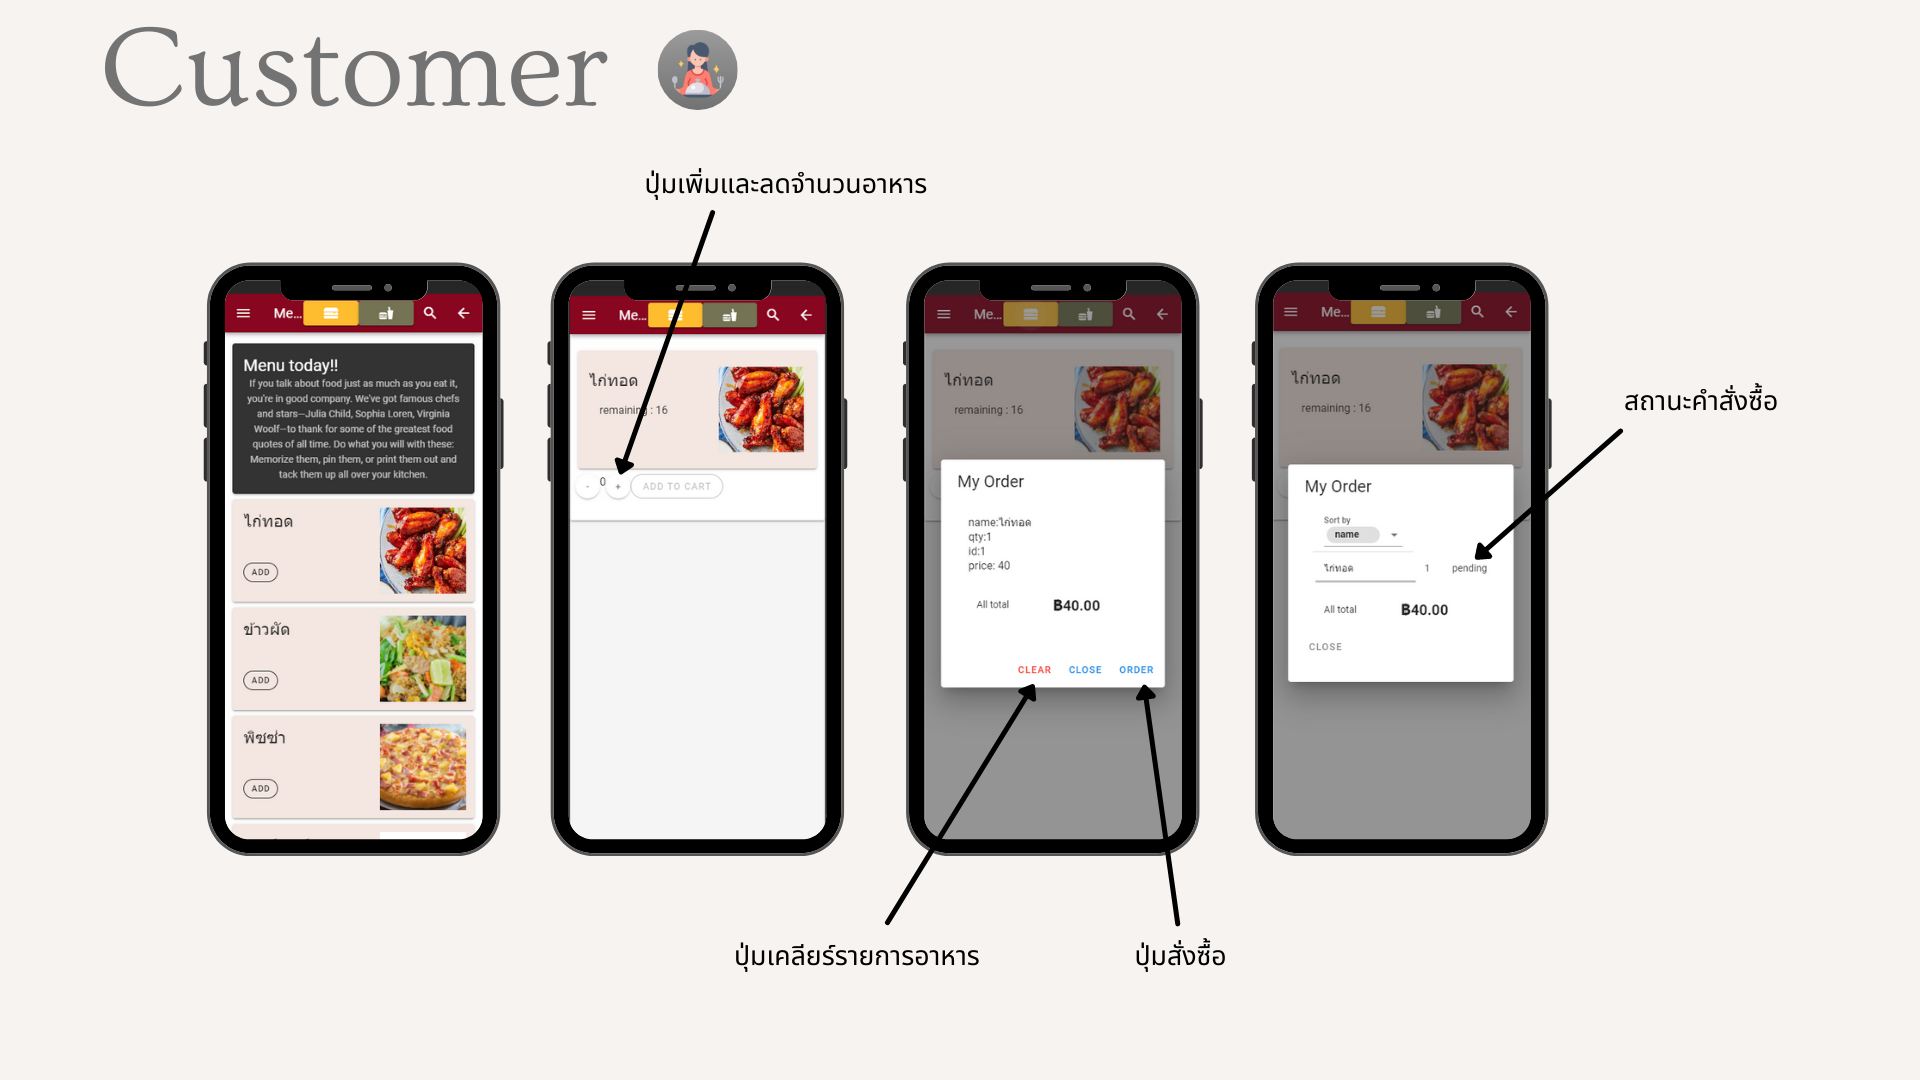 Customer
ปุ่มเพิ่มและลดจำนวนอาหาร
Me...
Menu today!!
If you talk about food just as much as you eat it,
you're in good company. We've got famous chefs
and stars—Julia Child, Sophia Loren, Virginia
Woolf—to thank for some of the greatest food
quotes of all time. Do what you will with these:
Memorize them, pin them, or print them out and
tack them up all over your kitchen.
ไก่ทอด
ADD
ข้าวผัด
ADD
พิซซ่า
ADD
Me...
ไก่ทอด
remaining : 16
- 0 + ADD TO CART
Me...
ไก่ทอด
remaining : 16
My Order
name:ไก่ทอด
qty:1
id:1
price: 40
All total ฿40.00
CLEAR CLOSE ORDER
Me...
ไก่ทอด
remaining : 16
My Order
Sort by
name
ไก่ทอด 1 pending
All total ฿40.00
CLOSE
สถานะคำสั่งซื้อ
ปุ่มเคลียร์รายการอาหาร
ปุ่มสั่งซื้อ